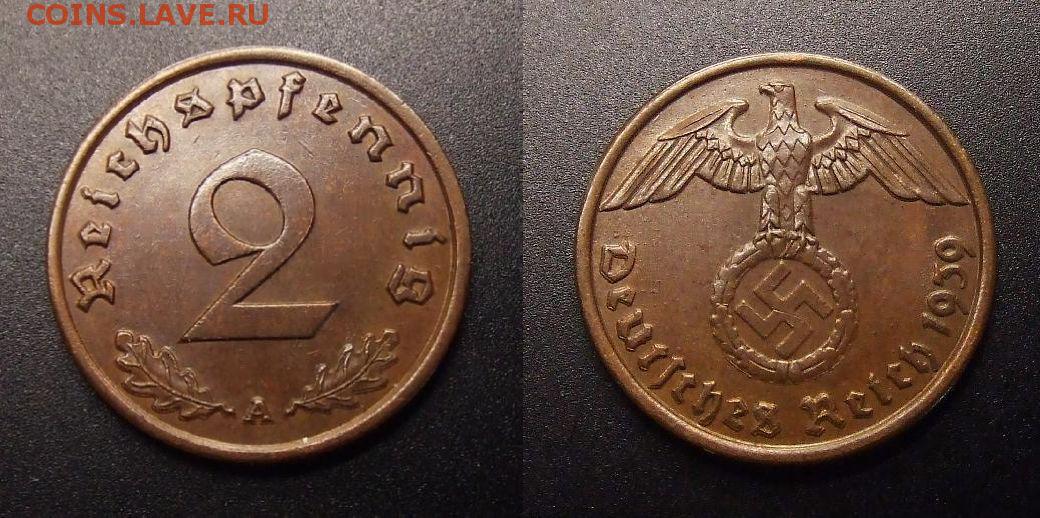 COINS.LAVE.RU
Reichspfennig
2
A
Deutsches Reich 1939